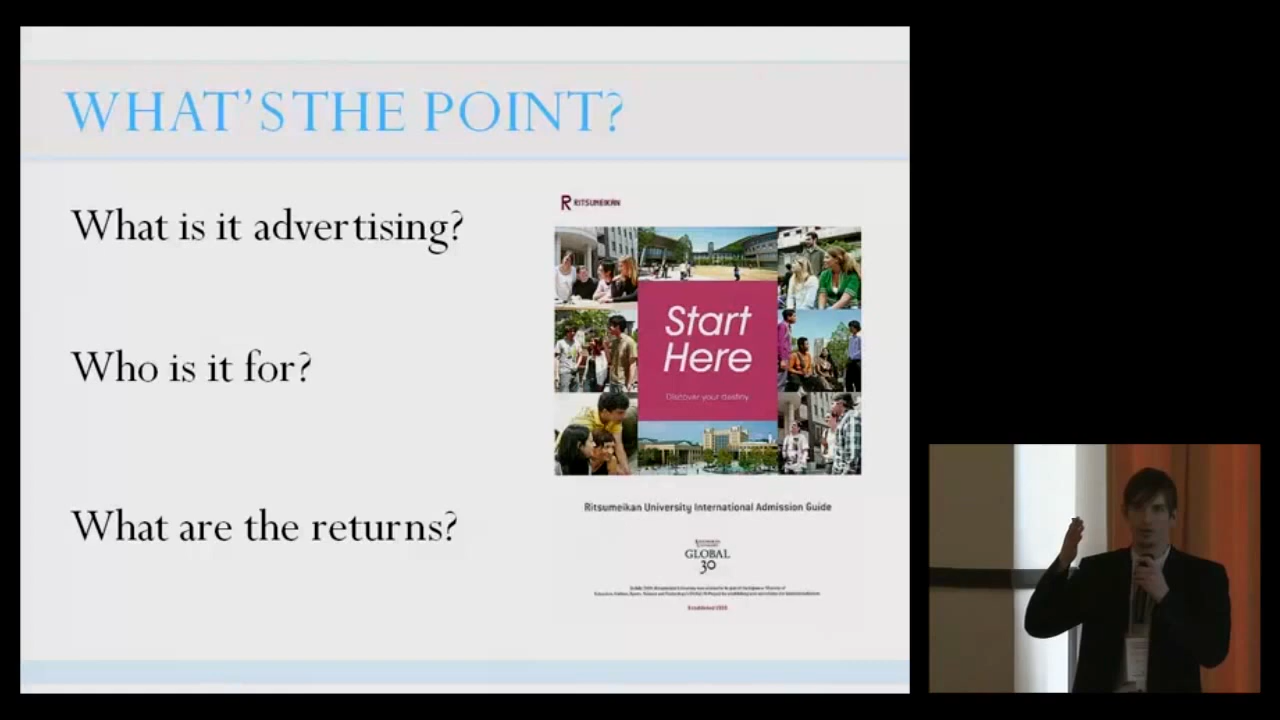 WHAT'S THE POINT?
What is it advertising?
Who is it for?
What are the returns?
RITSUMEIKAN
Start
Here
Discover your destiny
Ritsumeikan University International Admission Guide
GLOBAL
30